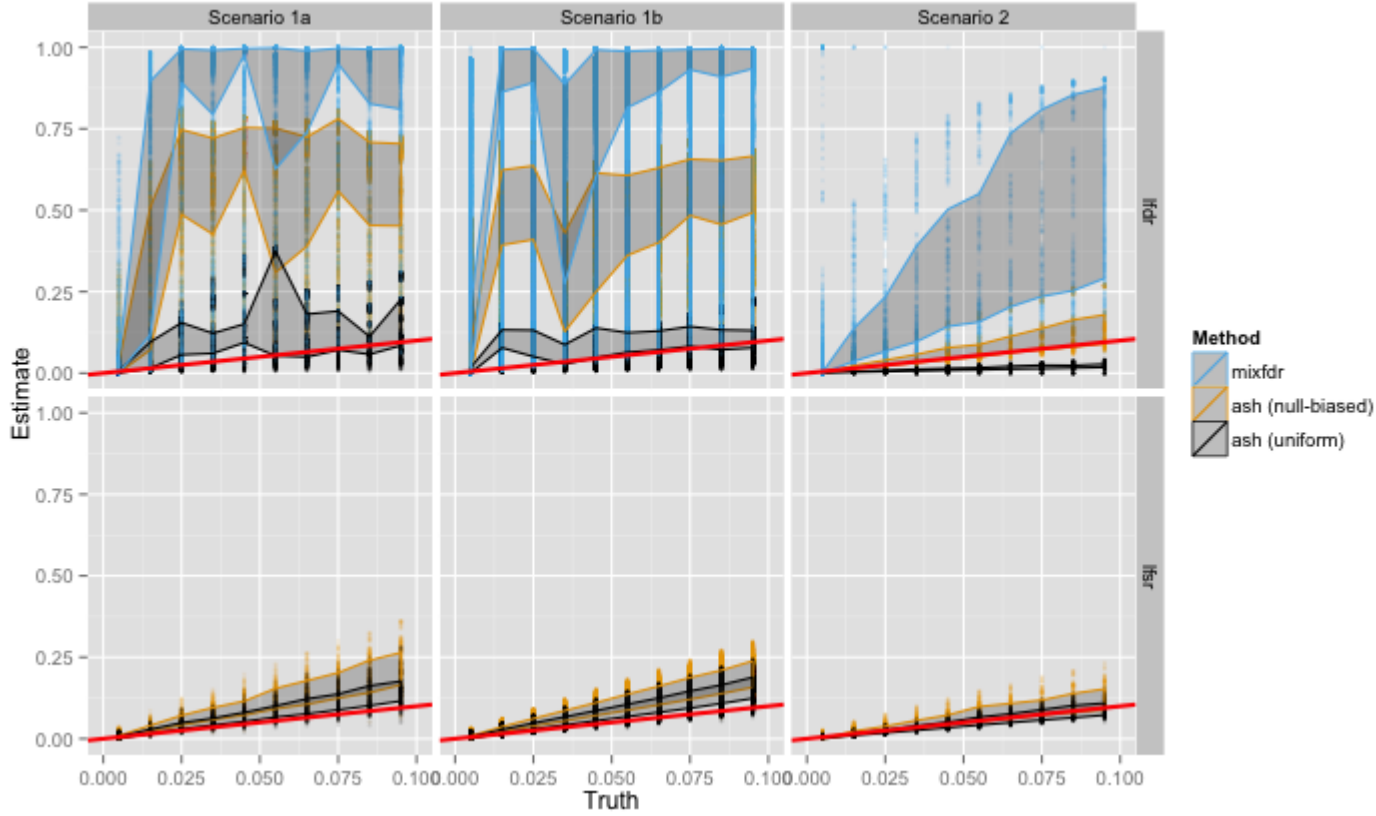 Scenario 1a
Scenario 1b
Scenario 2
1.00
0.75
0.50
0.25
0.00
lfdr
1.00
0.75
0.50
0.25
0.00
lfsr
Estimate
0.000 0.025 0.050 0.075 0.100
0.000 0.025 0.050 0.075 0.100
0.000 0.025 0.050 0.075 0.100
Truth
Method
mixfdr
ash (null-biased)
ash (uniform)